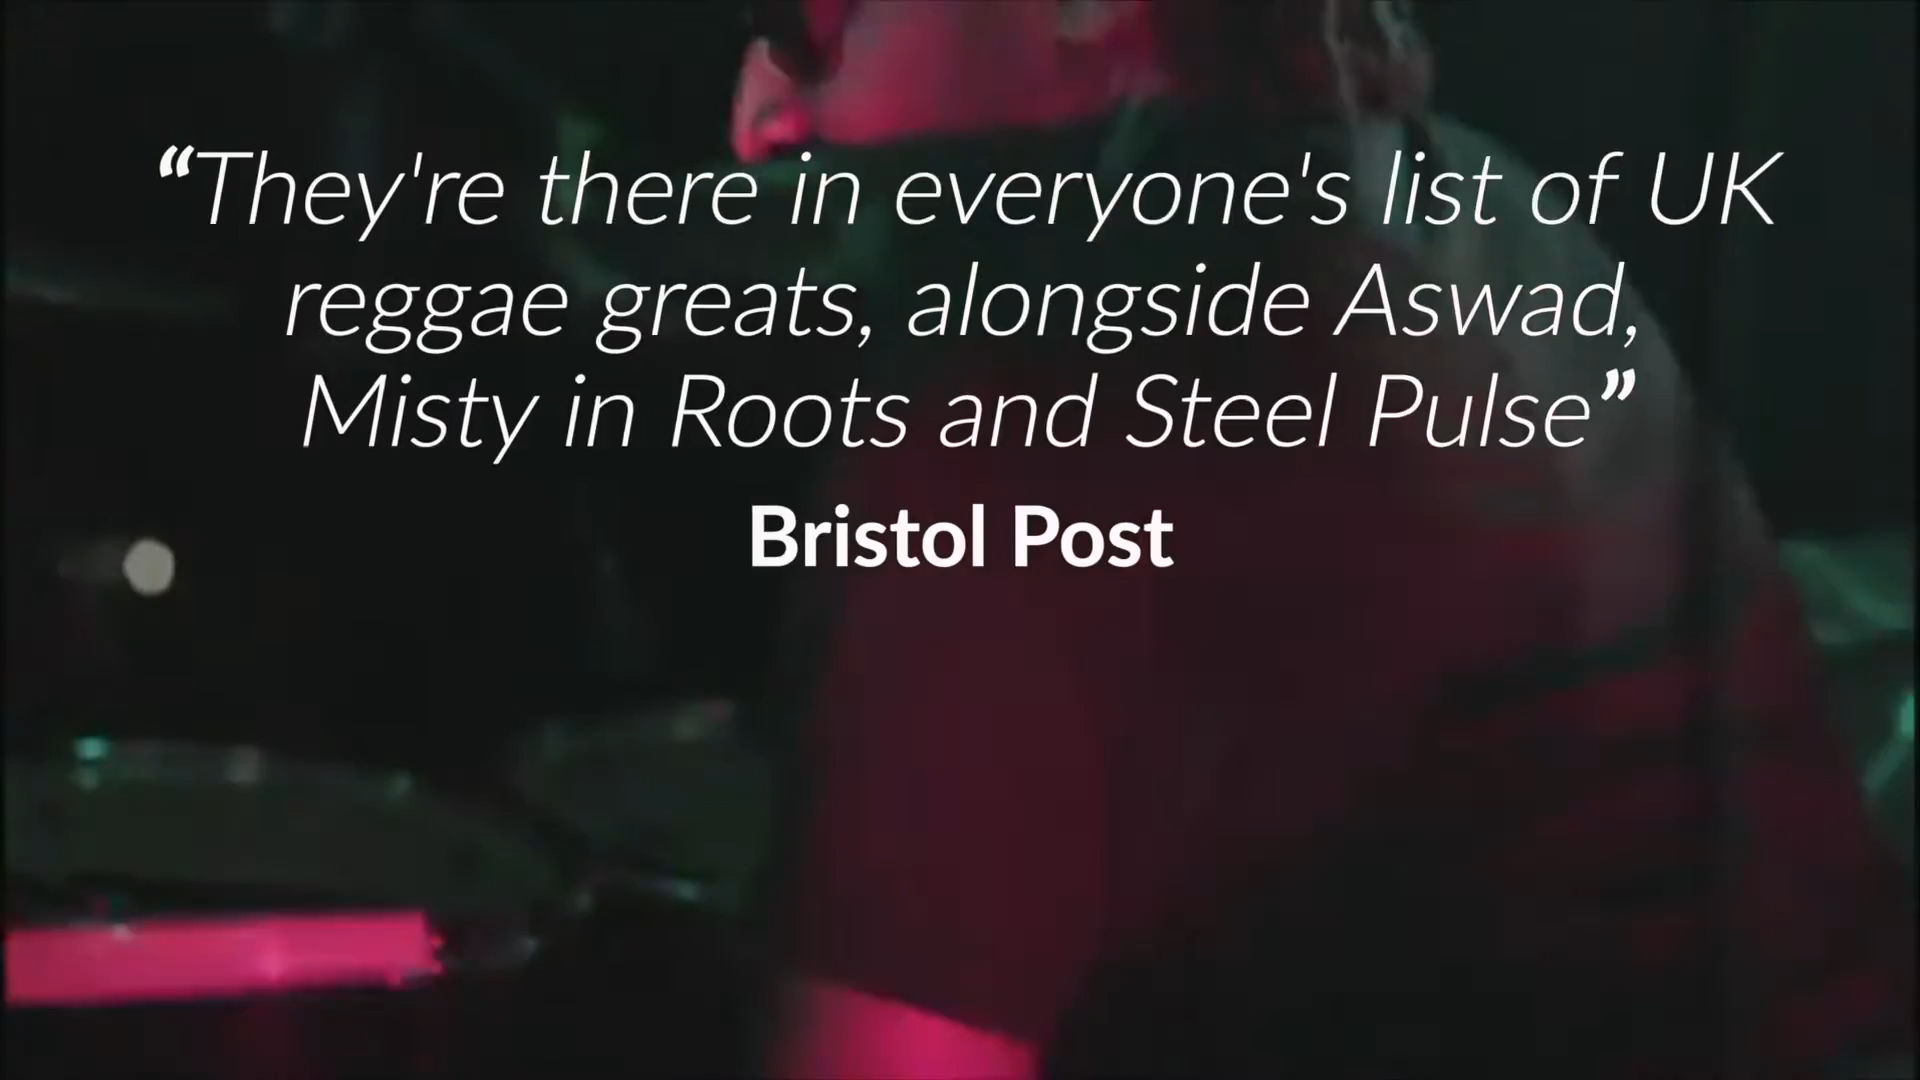 “They're there in everyone's list of UK
reggae greats, alongside Aswad,
Misty in Roots and Steel Pulse”
Bristol Post